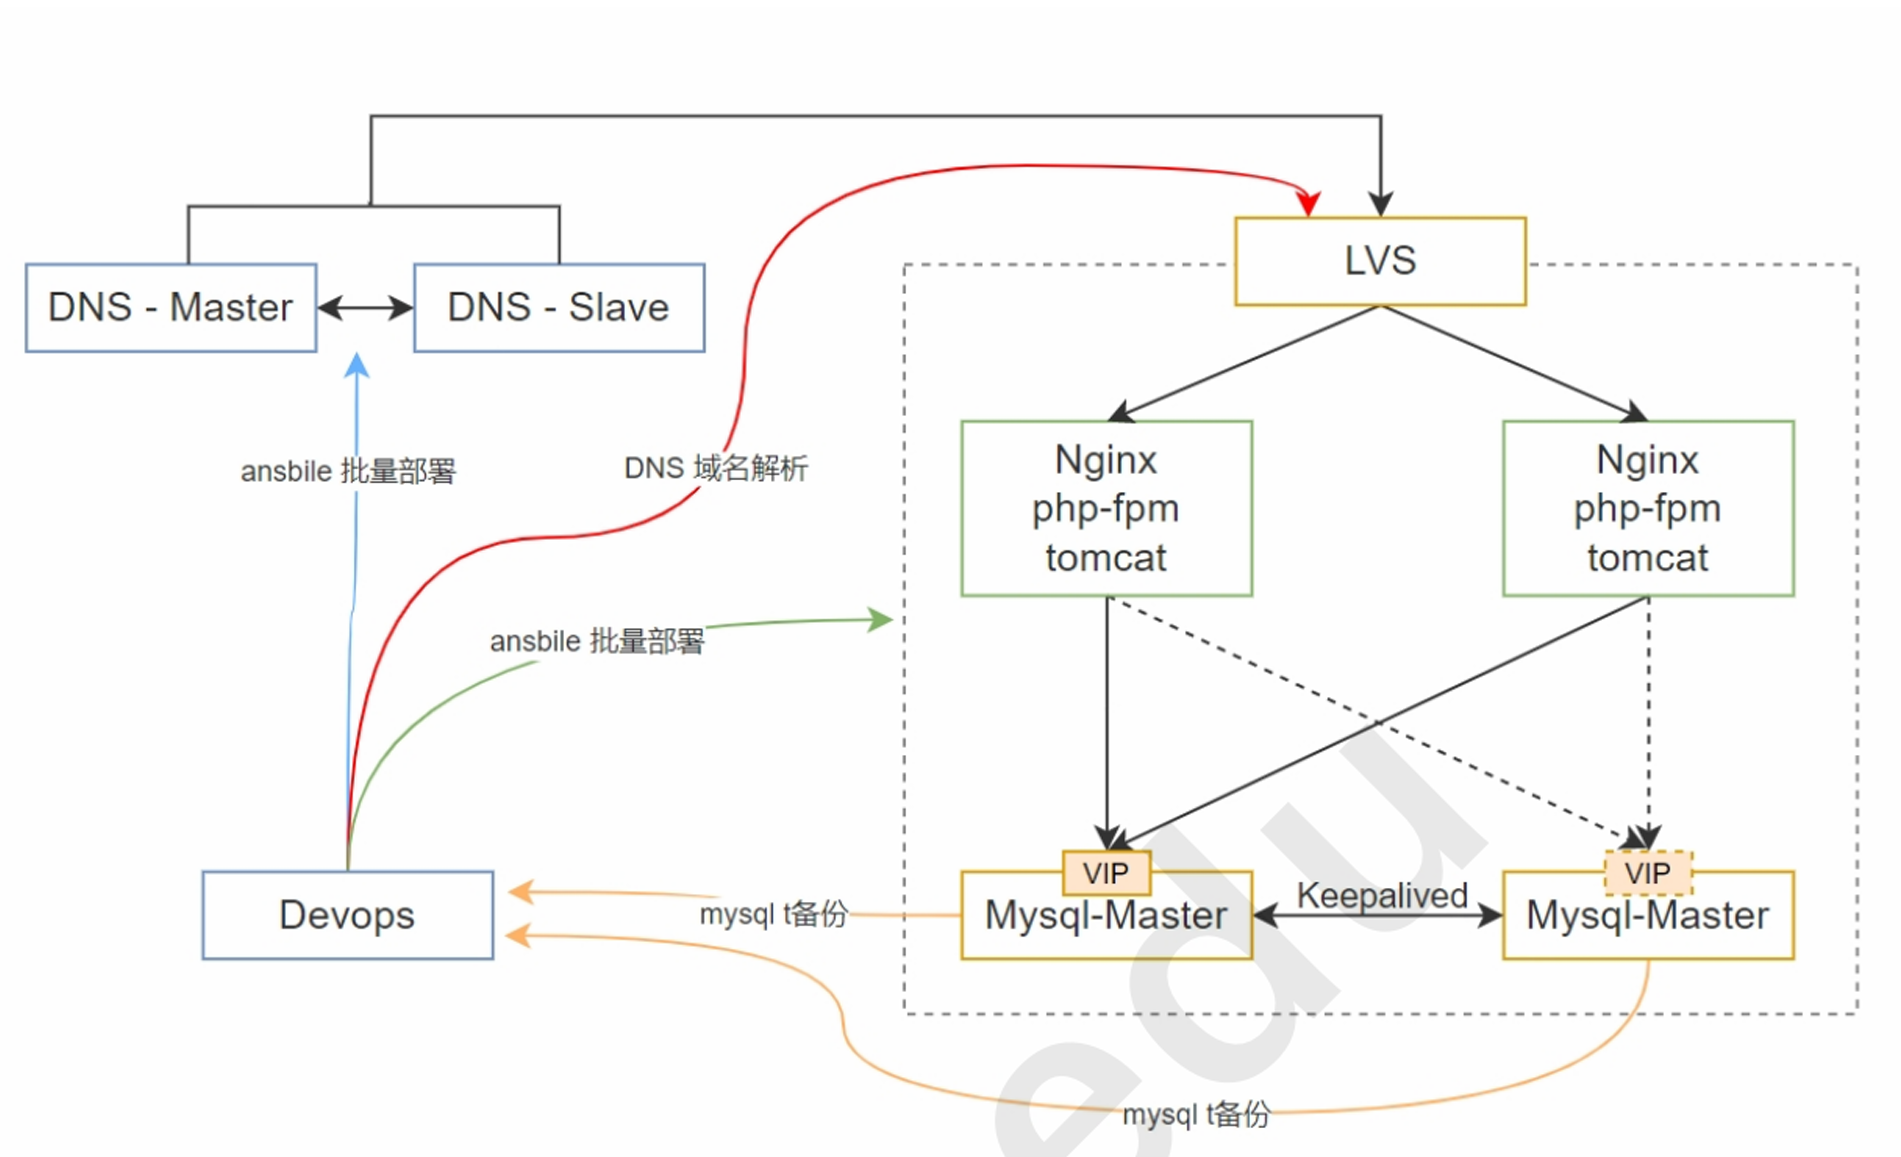 LVS
DNS - Master
DNS - Slave
ansbile 批量部署
DNS 域名解析
Nginx
php-fpm
tomcat
Nginx
php-fpm
tomcat
ansbile 批量部署
Devops
mysql t备份
VIP
Mysql-Master
Keepalived
VIP
Mysql-Master
mysql t备份
edu